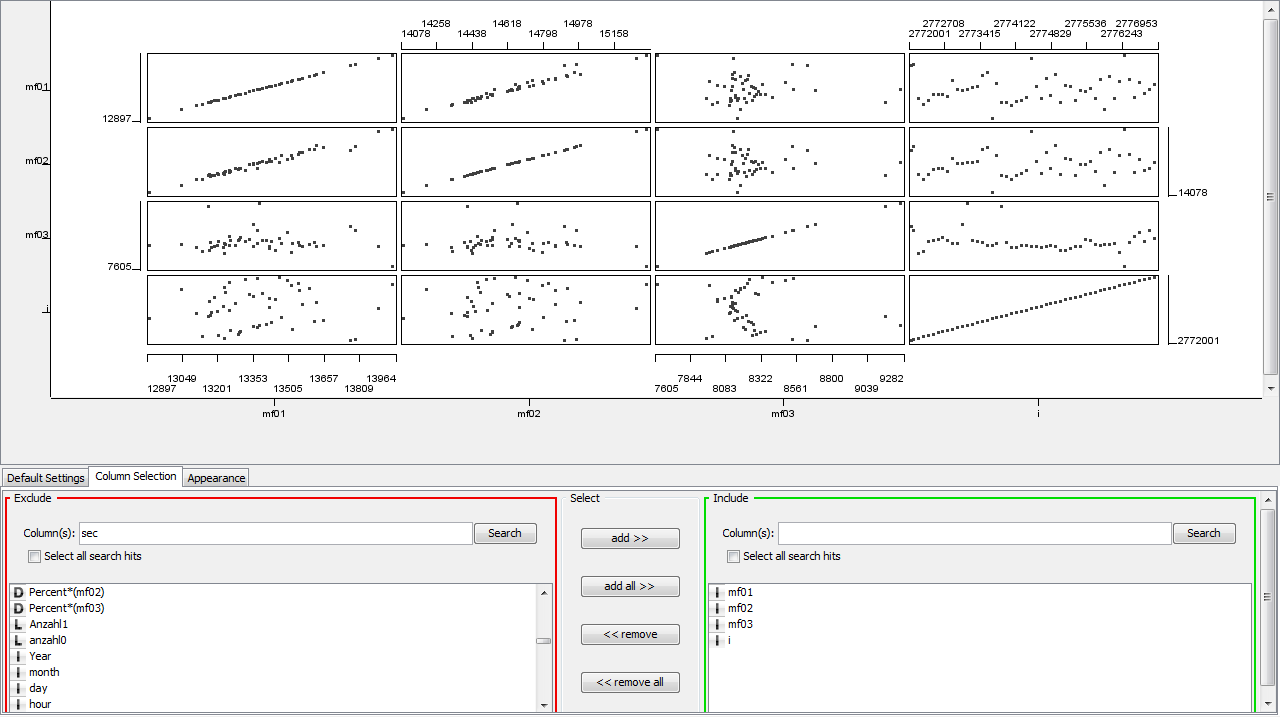 14258 14618 14978
14078 14438 14798 15158
2772708 2774122 2775536 2776953
2772001 2773415 2774829 2776243
mf01
12897
mf02
14078
mf03
7605
i
2772001
13049 13353 13657 13964
12897 13201 13505 13809
7844 8322 8800 9282
7605 8083 8561 9039
mf01 mf02 mf03 i
Default Settings Column Selection Appearance
Exclude Select Include
Column(s): sec Search
Select all search hits
add >>
Column(s): Search
Select all search hits
add all >>
<< remove
<< remove all
D Percent*(mf02)
D Percent*(mf03)
L Anzahl1
L anzahl0
I Year
I month
I day
I hour
I mf01
I mf02
I mf03
I i